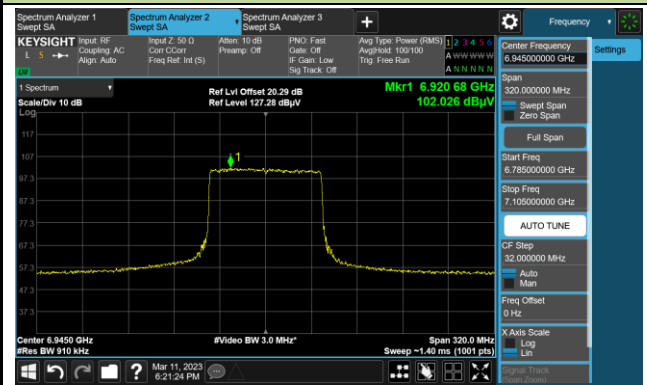 Spectrum Analyzer 1
Swept SA
Spectrum Analyzer 2
Swept SA
Spectrum Analyzer 3
Swept SA
+
Frequency
KEYSIGHT
L S
Input: RF
Coupling: AC
Align: Auto
Input Z: 50 Ω
Corr CCorr
Freq Ref: Int (S)
Atten: 10 dB
Preamp: Off
PNO: Fast
Gate: Off
IF Gain: Low
Sig Track: Off
Avg Type: Power (RMS)
Avg|Hold: 100/100
Trig: Free Run
1 2 3 4 5 6
A W W W W W
A N N N N N
1 Spectrum
Scale/Div 10 dB
Log
Ref Lvl Offset 20.29 dB
Ref Level 127.28 dBµV
Mkr1 6.920 68 GHz
102.026 dBµV
1
117
107
97.3
87.3
77.3
67.3
57.3
47.3
37.3
Center 6.9450 GHz
#Res BW 910 kHz
#Video BW 3.0 MHz*
Span 320.0 MHz
Sweep ~1.40 ms (1001 pts)
Mar 11, 2023
6:21:24 PM
?
Settings
Center Frequency
6.945000000 GHz
Span
320.000000 MHz
Swept Span
Zero Span
Full Span
Start Freq
6.785000000 GHz
Stop Freq
7.105000000 GHz
AUTO TUNE
CF Step
32.000000 MHz
Auto
Man
Freq Offset
0 Hz
X Axis Scale
Log
Lin
Signal Track
(Span Zoom)